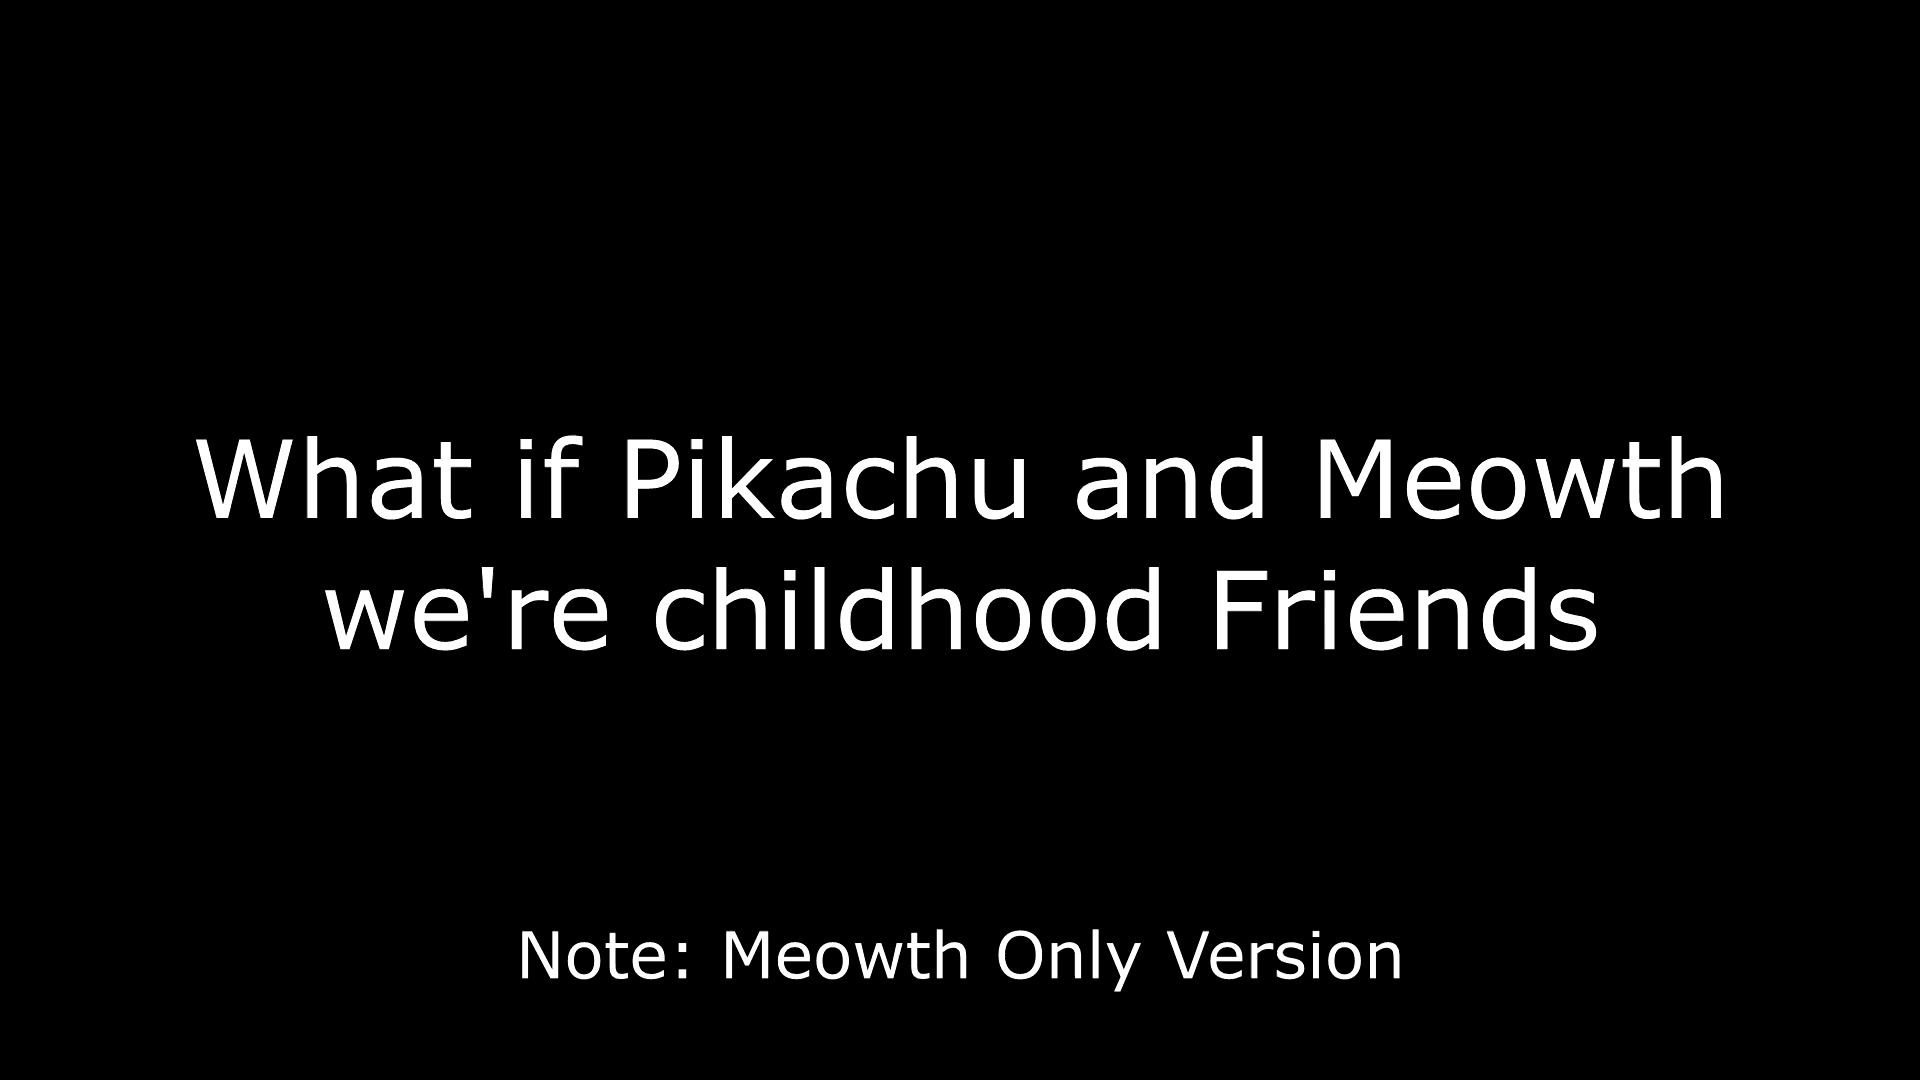 What if Pikachu and Meowth
we're childhood Friends
Note: Meowth Only Version